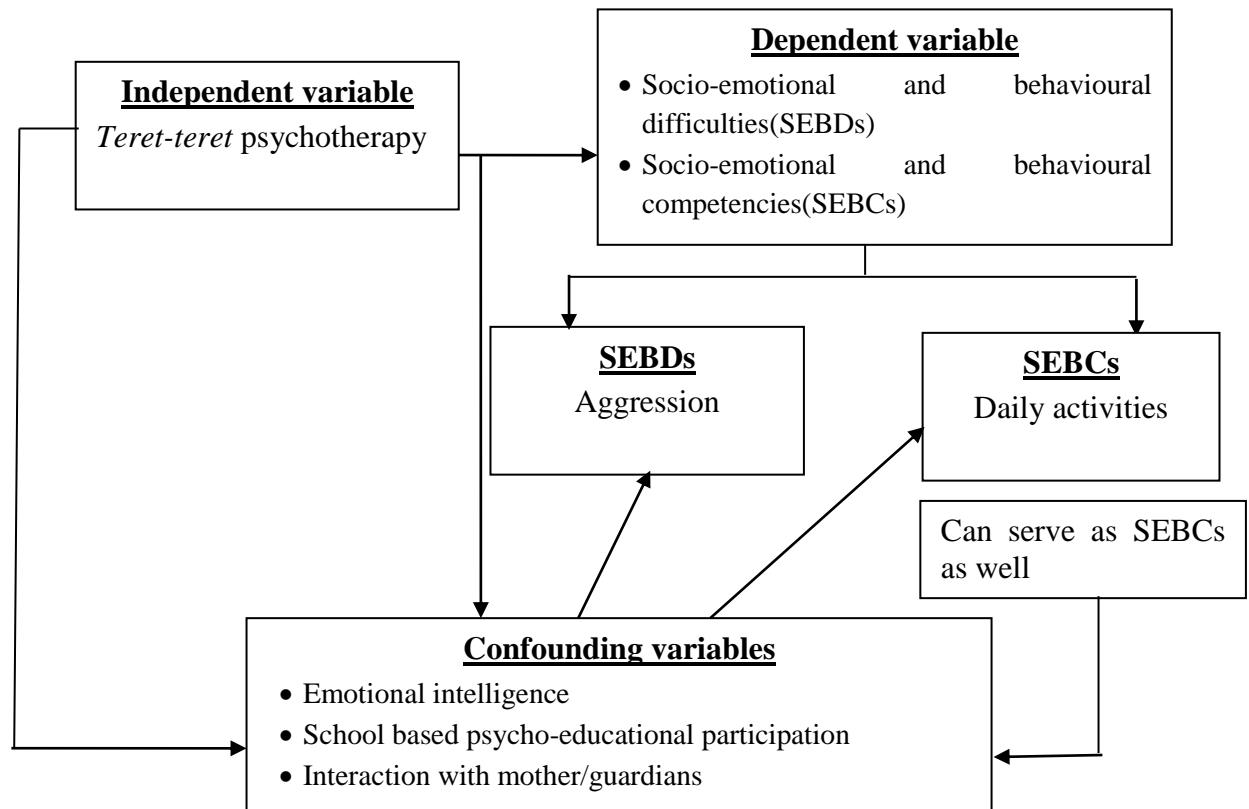 Independent variable
Teret-teret psychotherapy
Dependent variable
• Socio-emotional and behavioural
difficulties(SEBDs)
• Socio-emotional and behavioural
competencies(SEBCs)
SEBDs
Aggression
SEBCs
Daily activities
Can serve as SEBCs
as well
Confounding variables
• Emotional intelligence
• School based psycho-educational participation
• Interaction with mother/guardians